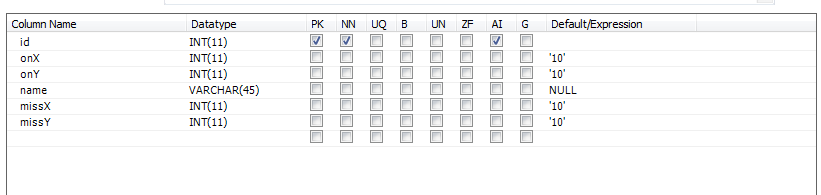 Column Name Datatype PK NN UQ B UN ZF AI G Default/Expression
id INT(11)
onX INT(11) '10'
onY INT(11) '10'
name VARCHAR(45) NULL
missX INT(11) '10'
missY INT(11) '10'